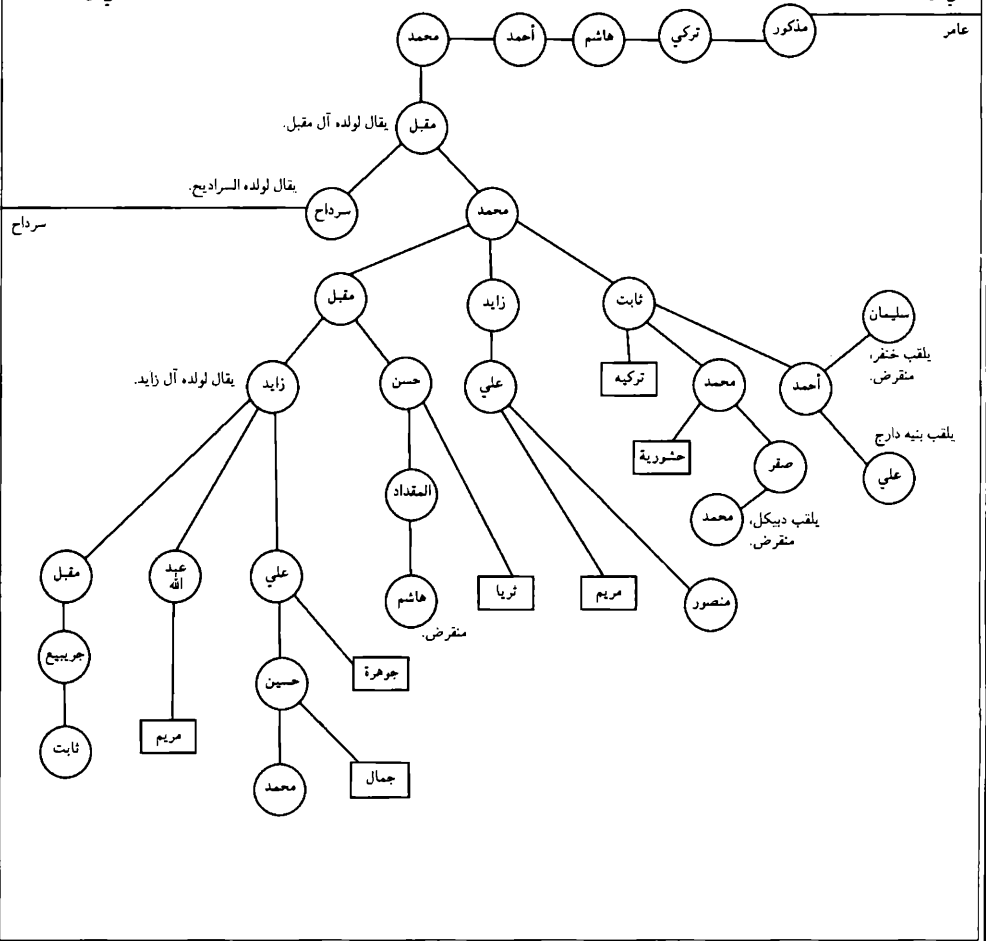 عامر
مذكور
تركي
هاشم
أحمد
محمد
مقبل
يقال لولده آل مقبل.
سرداح
يقال لولده السراديح.
سرداح
محمد
ثابت
زايد
مقبل
سليمان
يلقب خنفر،
منقرض.
أحمد
محمد
تركيه
علي
حسن
زايد
يقال لولده آل زايد.
يلقب بنيه دارج
علي
صقر
حشورية
محمد
يلقب دبيكل،
منقرض.
المقداد
منصور
مريم
ثريا
هاشم
منقرض.
علي
عبد
الله
مقبل
جوهرة
حسين
جريبيع
مريم
ثابت
جمال
محمد